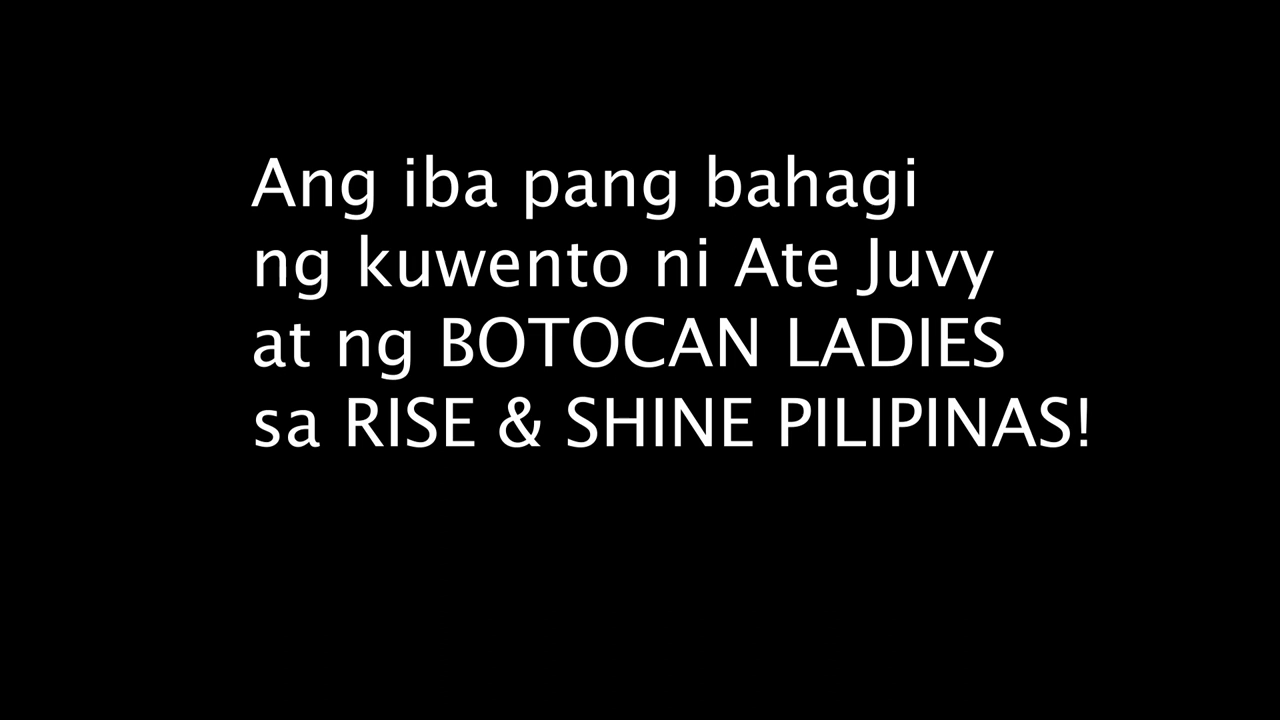 Ang iba pang bahagi
ng kuwento ni Ate Juvy
at ng BOTOCAN LADIES
sa RISE & SHINE PILIPINAS!